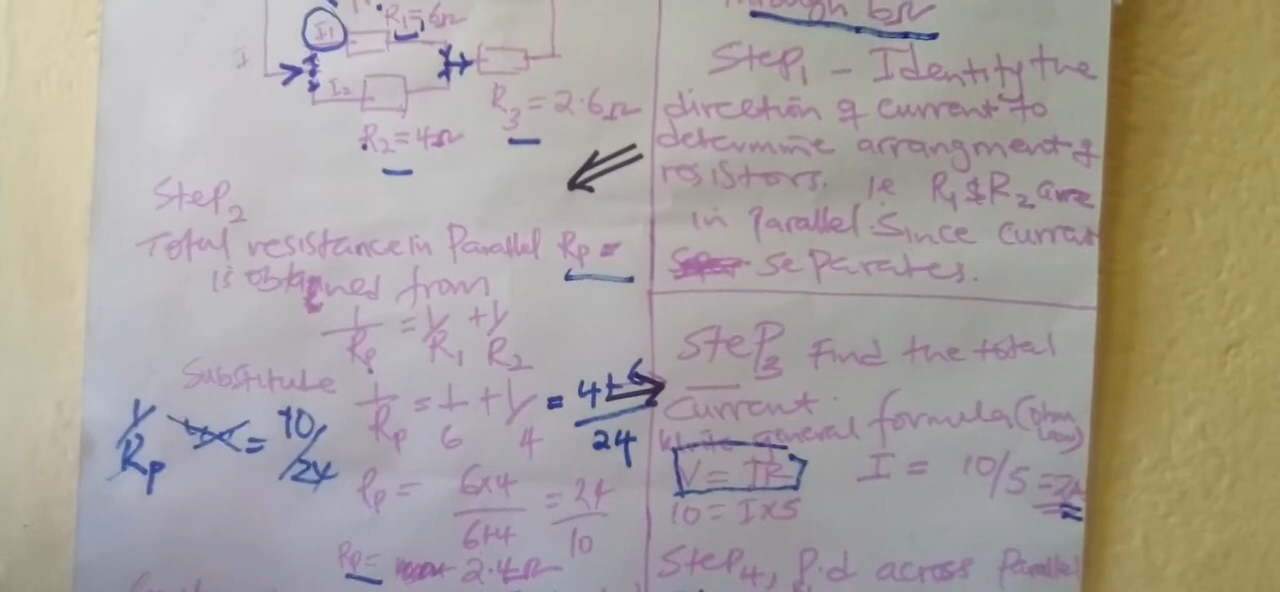 R1=6Ω
I1
I
I2
R3 = 2.6Ω
R2=4Ω
Step2
Total resistance in Parallel Rp =
is obtained from
1/Rp = 1/R1 + 1/R2
Substitute 1/Rp = 1/6 + 1/4 = 4+6/24
1/Rp = 10/24
Rp = 6x4/6+4 = 24/10
Rp = 2.4Ω
through 6Ω
Step1 - Identify the
direction of current to
determine arrangment of
resistors. ie R1 & R2 are
in Parallel. Since current
separates.
Step3 Find the total
Current.
Write general formula (ohm
law)
V = IR I = 10/5 = 2A
10 = I x 5
Step4, P.d across Parallel